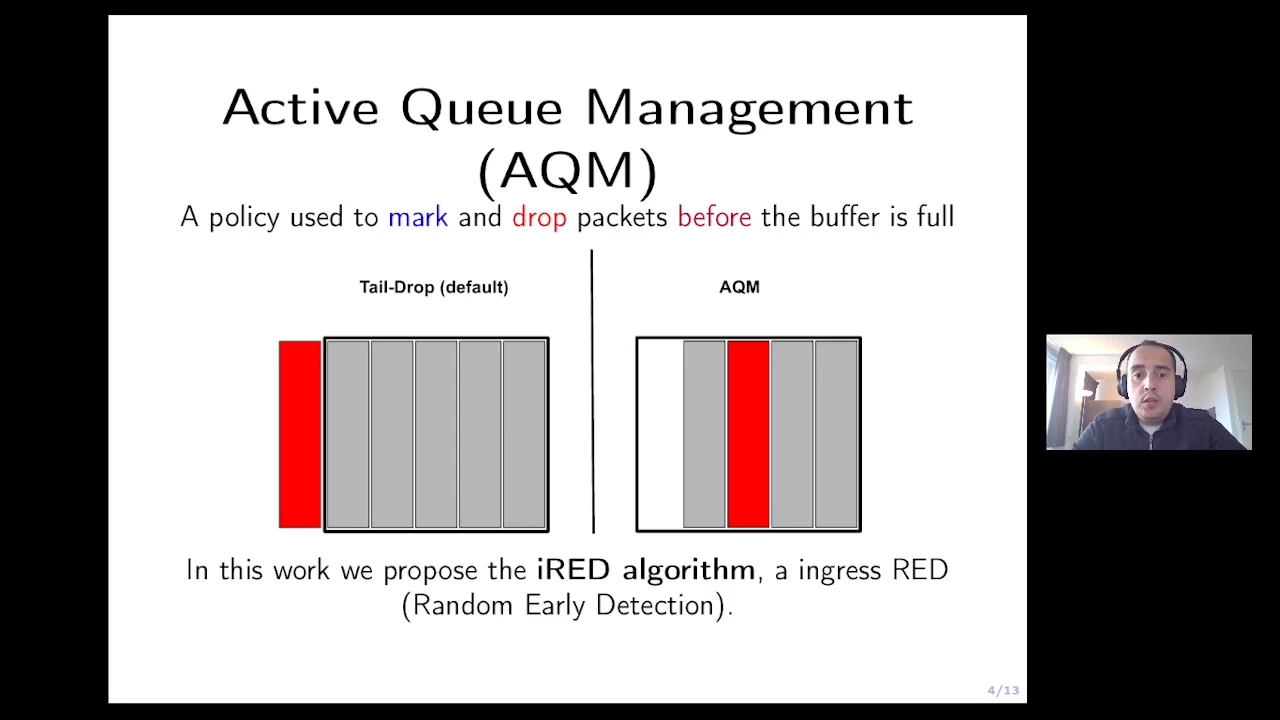 Active Queue Management
(AQM)
A policy used to mark and drop packets before the buffer is full
Tail-Drop (default)
AQM
In this work we propose the iRED algorithm, a ingress RED
(Random Early Detection).
4/13